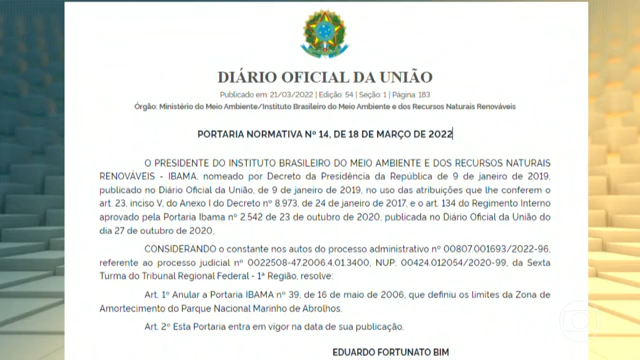 DIÁRIO OFICIAL DA UNIÃO
Publicado em: 21/03/2022 | Edição: 54 | Seção: 1 | Página: 183
Órgão: Ministério do Meio Ambiente/Instituto Brasileiro do Meio Ambiente e dos Recursos Naturais Renováveis
PORTARIA NORMATIVA Nº 14, DE 18 DE MARÇO DE 2022
O PRESIDENTE DO INSTITUTO BRASILEIRO DO MEIO AMBIENTE E DOS RECURSOS NATURAIS
RENOVÁVEIS - IBAMA, nomeado por Decreto da Presidência da República de 9 de janeiro de 2019,
publicado no Diário Oficial da União, de 9 de janeiro de 2019, no uso das atribuições que lhe conferem o
art. 23, inciso V, do Anexo I do Decreto nº 8.973, de 24 de janeiro de 2017, e o art. 134 do Regimento Interno
aprovado pela Portaria Ibama nº 2.542 de 23 de outubro de 2020, publicada no Diário Oficial da União do
dia 27 de outubro de 2020,
CONSIDERANDO o constante nos autos do processo administrativo nº 00807.001693/2022-96,
referente ao processo judicial nº 0022508-47.2006.4.01.3400, NUP. 00424.012054/2020-99, da Sexta
Turma do Tribunal Regional Federal - 1ª Região, resolve:
Art. 1º Anular a Portaria IBAMA nº 39, de 16 de maio de 2006, que definiu os limites da Zona de
Amortecimento do Parque Nacional Marinho de Abrolhos.
Art. 2º Esta Portaria entra em vigor na data de sua publicação.
EDUARDO FORTUNATO BIM